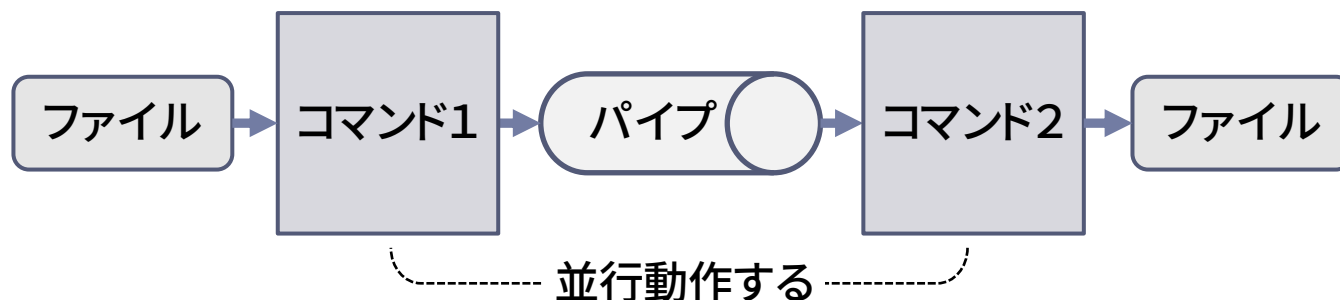 ファイル
コマンド１
パイプ
コマンド２
ファイル
並行動作する